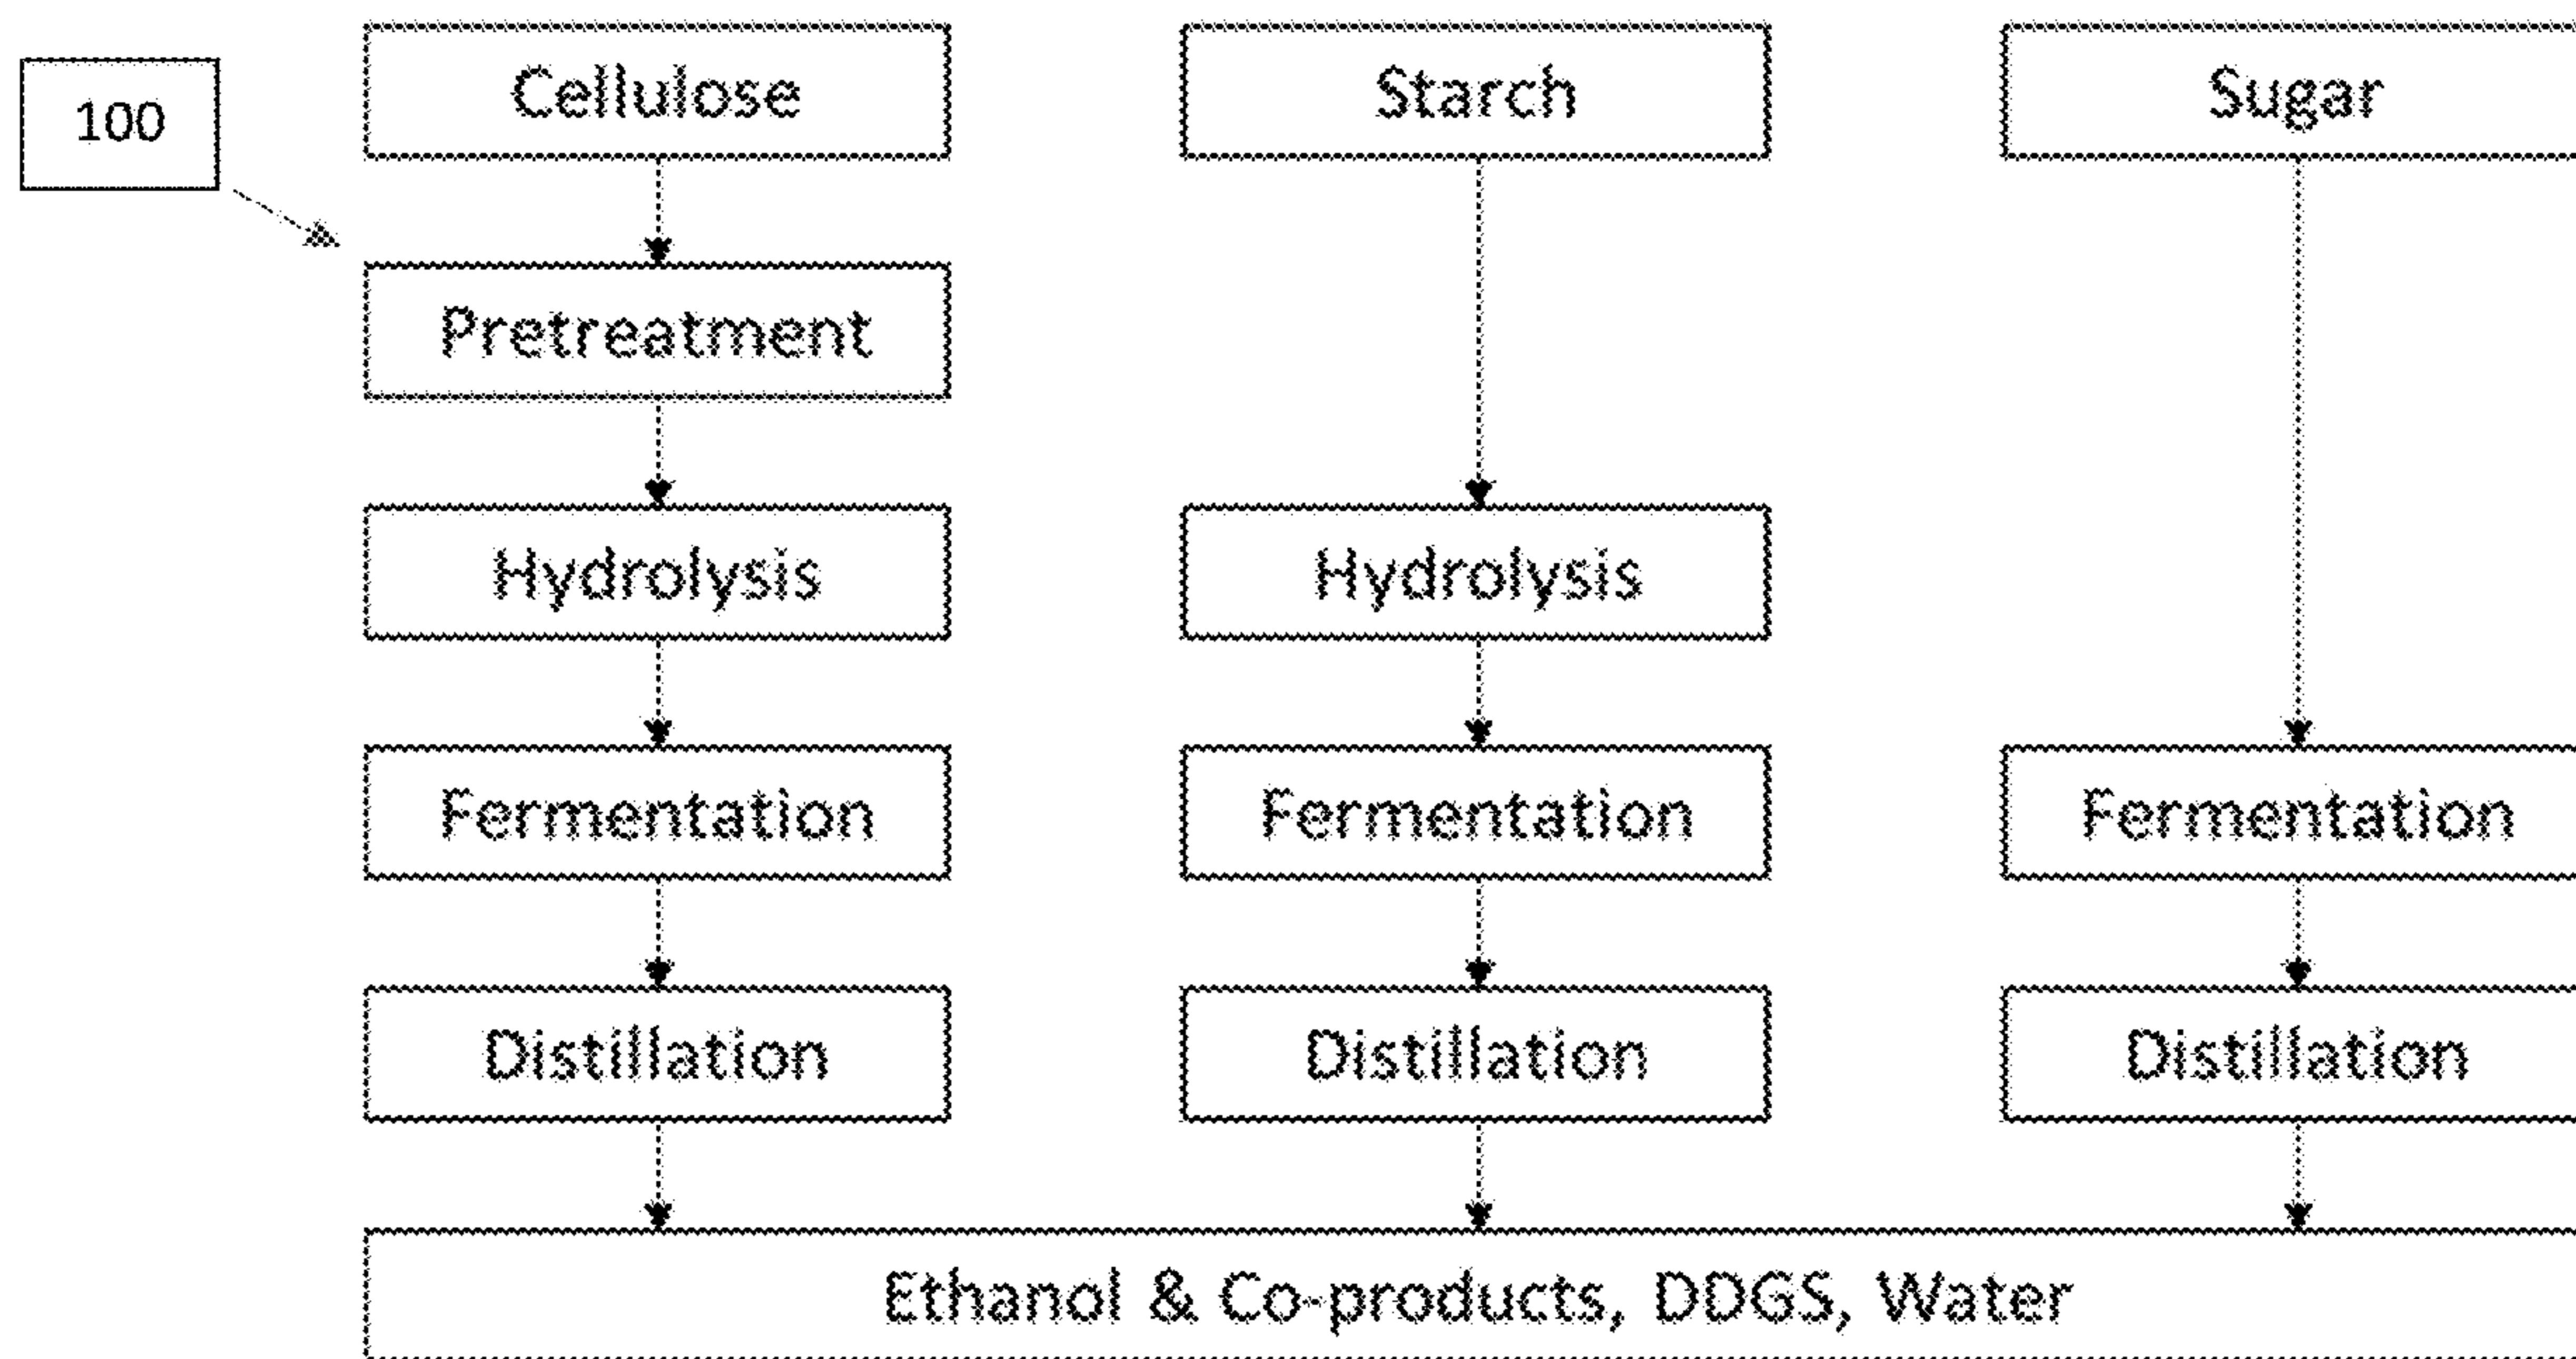 100
Cellulose
Starch
Sugar
Pretreatment
Hydrolysis
Hydrolysis
Fermentation
Fermentation
Fermentation
Distillation
Distillation
Distillation
Ethanol & Co-products, DDGS, Water